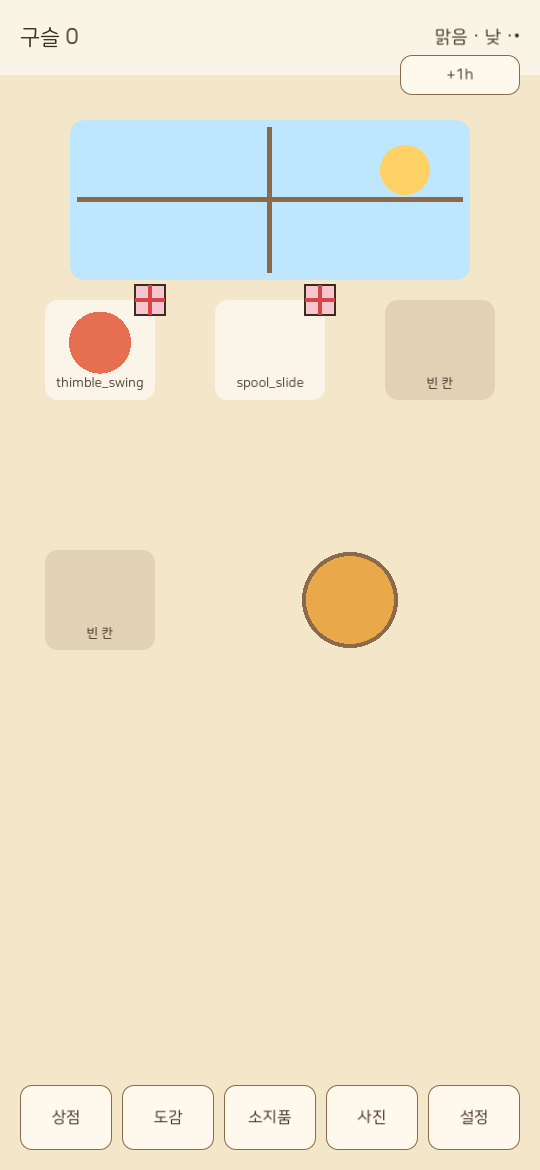 구슬 0
맑음 · 낮 ··
+1h
thimble_swing
spool_slide
빈 칸
빈 칸
상점
도감
소지품
사진
설정